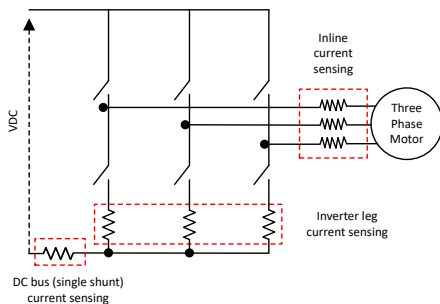 Inline
current
sensing
VDC
Three
Phase
Motor
Inverter leg
current sensing
DC bus (single shunt)
current sensing